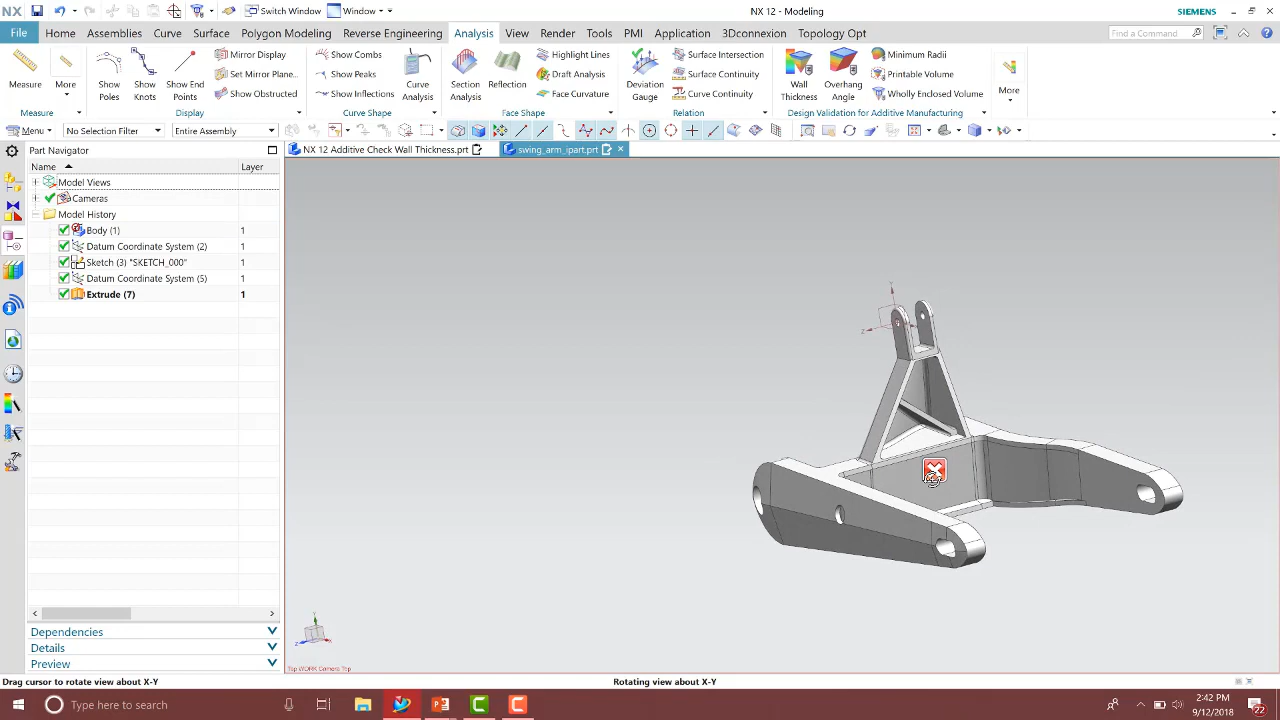 NX
Switch Window
Window
NX 12 - Modeling
SIEMENS
File
Home
Assemblies
Curve
Surface
Polygon Modeling
Reverse Engineering
Analysis
View
Render
Tools
PMI
Application
3Dconnexion
Topology Opt
Find a Command
Measure
More
Show Poles
Show Knots
Show End Points
Mirror Display
Set Mirror Plane...
Show Obstructed
Show Combs
Show Peaks
Show Inflections
Curve Analysis
Section Analysis
Reflection
Highlight Lines
Draft Analysis
Face Curvature
Deviation Gauge
Surface Intersection
Surface Continuity
Curve Continuity
Wall Thickness
Overhang Angle
Minimum Radii
Printable Volume
Wholly Enclosed Volume
More
Measure
Display
Curve Shape
Face Shape
Relation
Design Validation for Additive Manufacturing
Menu
No Selection Filter
Entire Assembly
Part Navigator
NX 12 Additive Check Wall Thickness.prt
swing_arm_ipart.prt
Name
Layer
Model Views
Cameras
Model History
Body (1) 1
Datum Coordinate System (2) 1
Sketch (3) "SKETCH_000" 1
Datum Coordinate System (5) 1
Extrude (7) 1
Dependencies
Details
Preview
Top WORK Camera Top
Drag cursor to rotate view about X-Y
Rotating view about X-Y
Type here to search
2:42 PM
9/12/2018
22